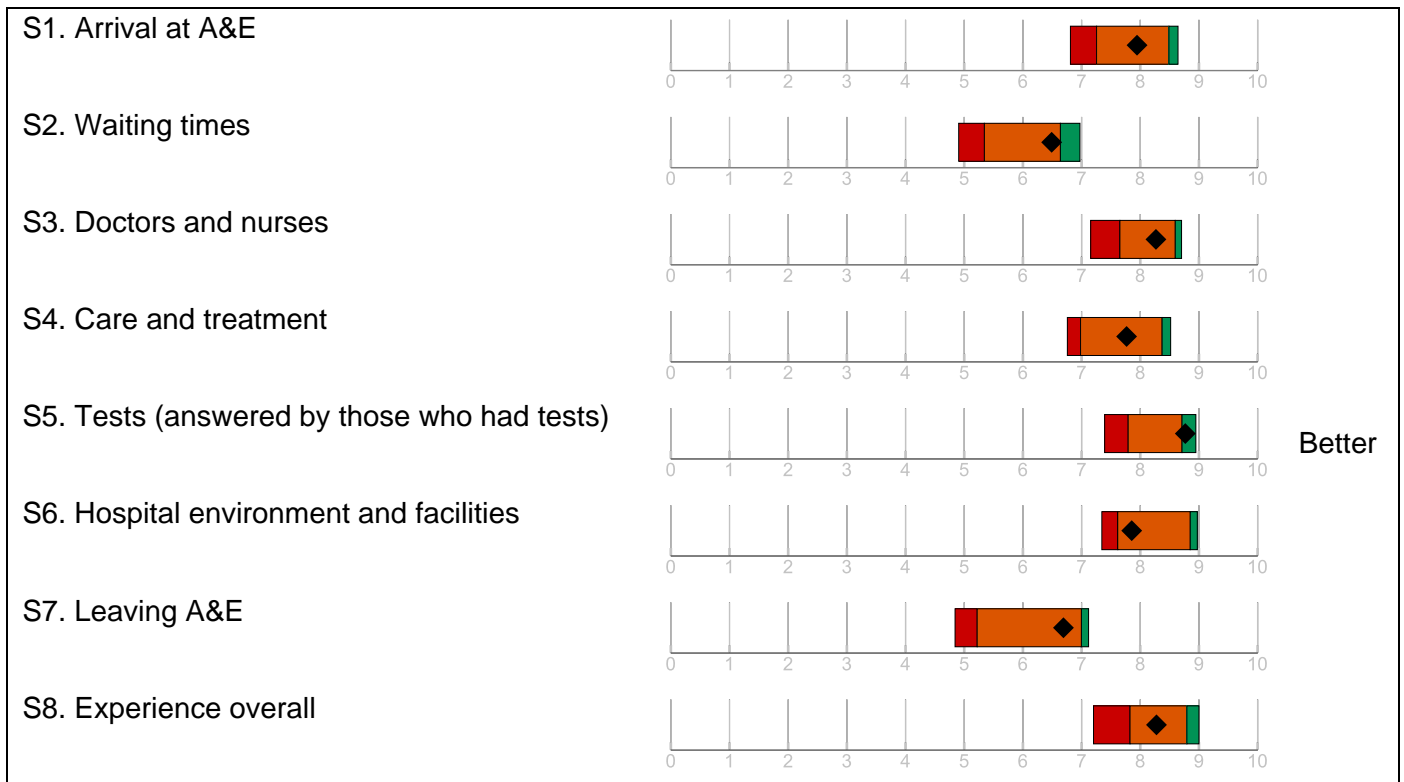 S1. Arrival at A&E
0 1 2 3 4 5 6 7 8 9 10
S2. Waiting times
0 1 2 3 4 5 6 7 8 9 10
S3. Doctors and nurses
0 1 2 3 4 5 6 7 8 9 10
S4. Care and treatment
0 1 2 3 4 5 6 7 8 9 10
S5. Tests (answered by those who had tests)
Better
0 1 2 3 4 5 6 7 8 9 10
S6. Hospital environment and facilities
0 1 2 3 4 5 6 7 8 9 10
S7. Leaving A&E
0 1 2 3 4 5 6 7 8 9 10
S8. Experience overall
0 1 2 3 4 5 6 7 8 9 10